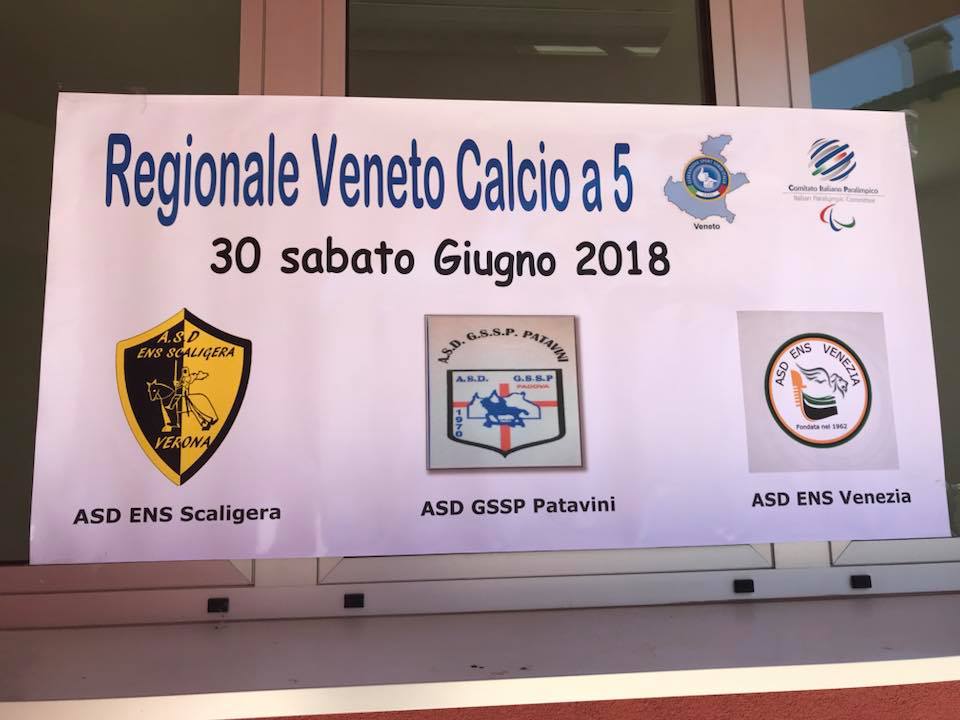 Regionale Veneto Calcio a 5
30 sabato Giugno 2018
Veneto
Comitato Italiano Paralimpico
Italian Paralympic Committee
A.S.D
ENS SCALIGERA
VERONA
ASD ENS Scaligera
A.S.D. G.S.S.P. PATAVINI
A.S.D. G.S.S.P
PADOVA
1970
ASD GSSP Patavini
ASD ENS VENEZIA
Fondata nel 1962
ASD ENS Venezia